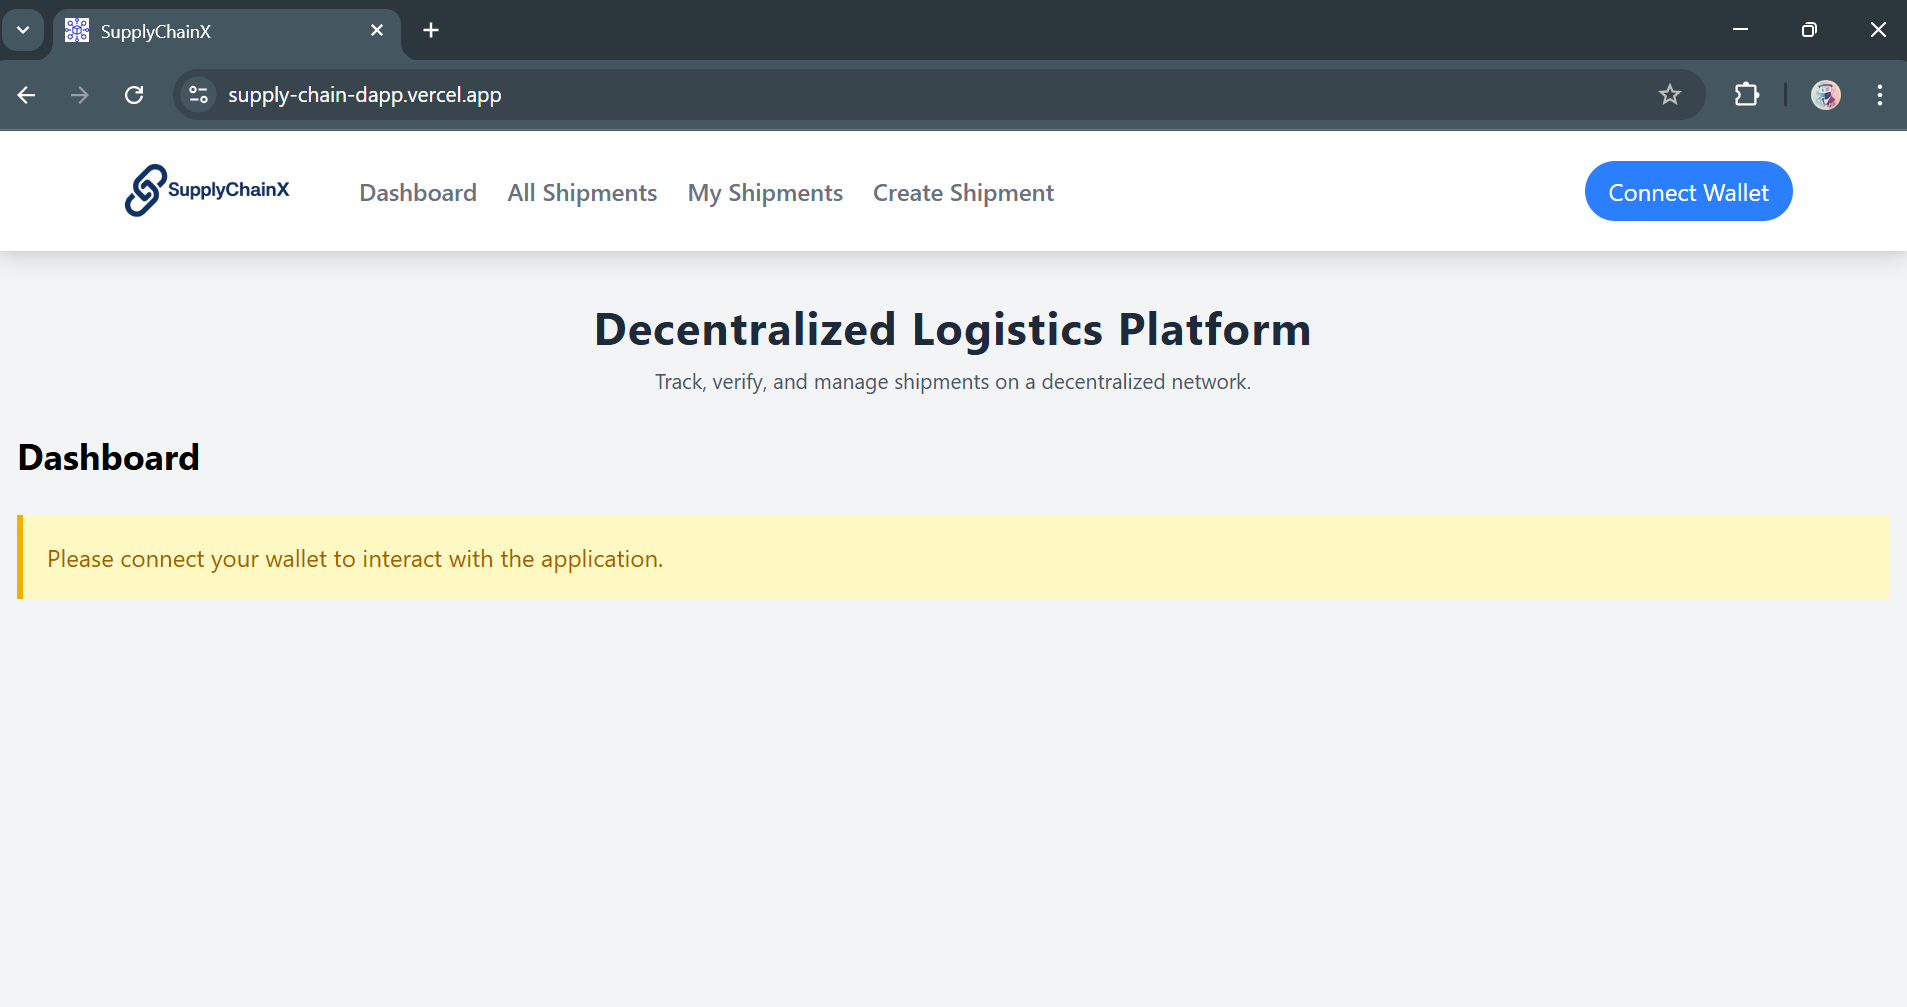 SupplyChainX
supply-chain-dapp.vercel.app
SupplyChainX Dashboard All Shipments My Shipments Create Shipment Connect Wallet
Decentralized Logistics Platform
Track, verify, and manage shipments on a decentralized network.
Dashboard
Please connect your wallet to interact with the application.